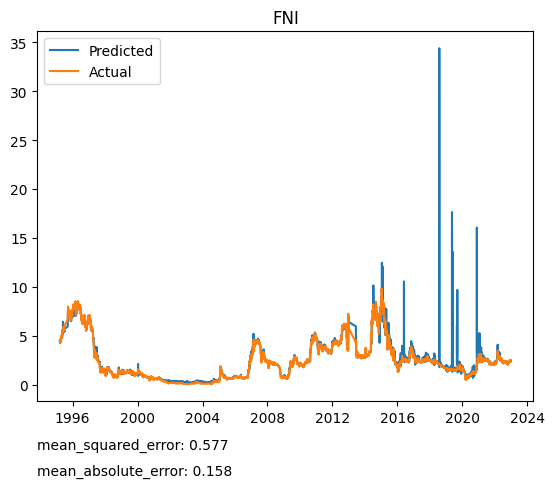 FNI
Predicted
Actual
35
30
25
20
15
10
5
0
1996 2000 2004 2008 2012 2016 2020 2024
mean_squared_error: 0.577
mean_absolute_error: 0.158